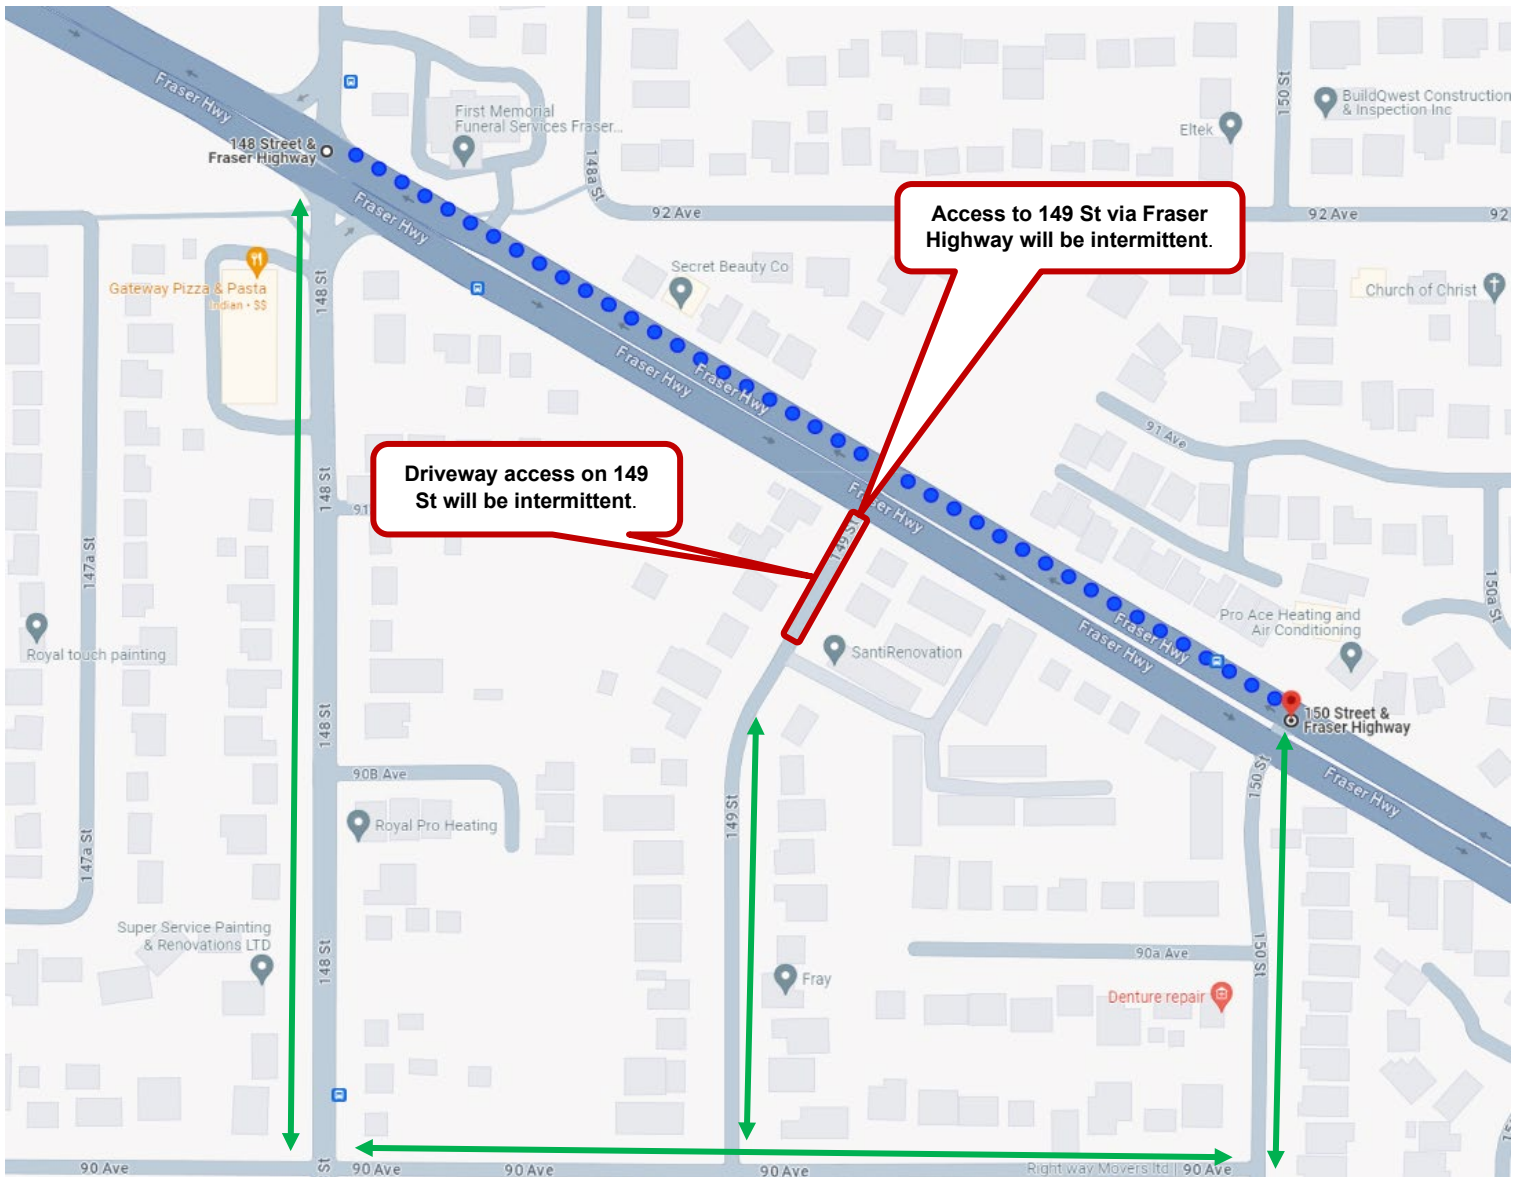 Fraser Hwy
148 Street &
Fraser Highway
First Memorial
Funeral Services Fraser...
148a St
92 Ave
Eltek
150 St
BuildQwest Construction
& Inspection Inc
92 Ave
92
Access to 149 St via Fraser
Highway will be intermittent.
Fraser Hwy
Secret Beauty Co
Church of Christ
Gateway Pizza & Pasta
Indian • $$
148 St
Fraser Hwy
Fraser Hwy
91 Ave
Driveway access on 149
St will be intermittent.
148 St
91
Fraser Hwy
149 St
147a St
150a St
Royal touch painting
SantiRenovation
Pro Ace Heating and
Air Conditioning
Fraser Hwy
Fraser Hwy
150 Street &
Fraser Highway
148 St
90B Ave
150 St
Fraser Hwy
149 St
Royal Pro Heating
147a St
Super Service Painting
& Renovations LTD
148 St
90a Ave
150 St
Fray
Denture repair
90 Ave
St
90 Ave
90 Ave
90 Ave
Right way Movers ltd
90 Ave